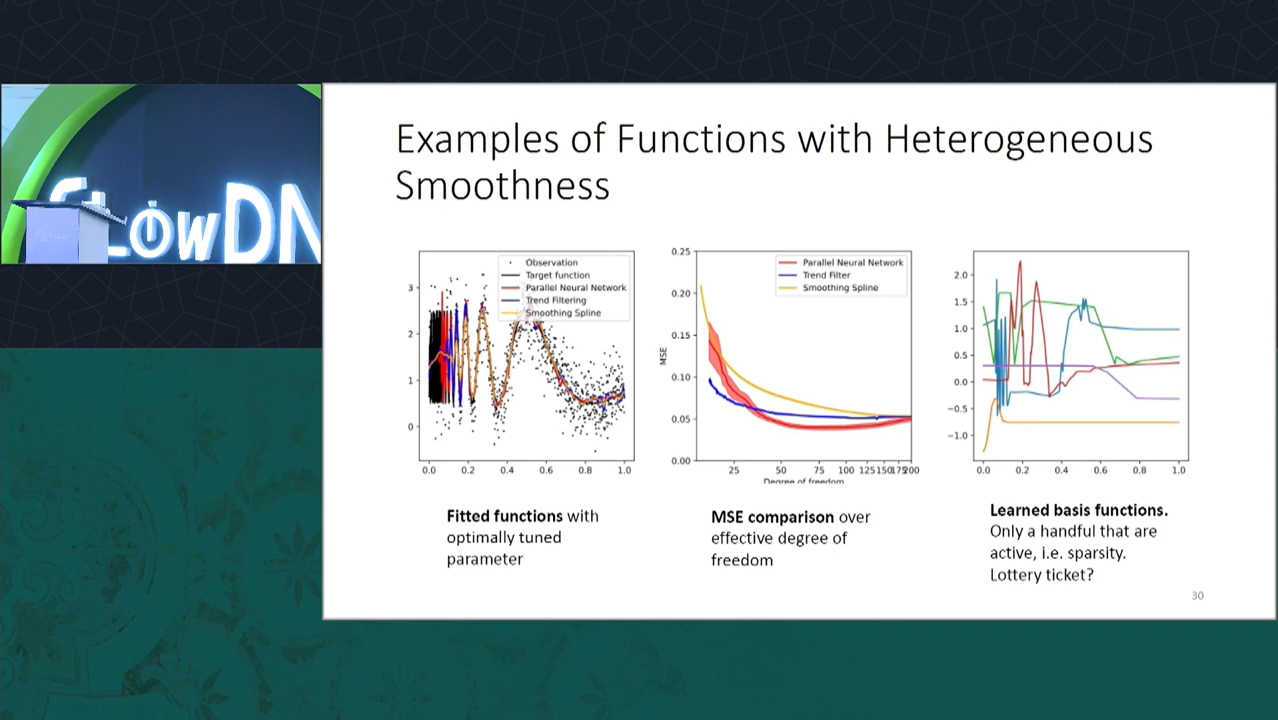 SLOW DN
Examples of Functions with Heterogeneous
Smoothness
Observation
Target function
Parallel Neural Network
Trend Filtering
Smoothing Spline
3
2
1
0
0.0 0.2 0.4 0.6 0.8 1.0
Parallel Neural Network
Trend Filter
Smoothing Spline
MSE
0.25
0.20
0.15
0.10
0.05
0.00
25 50 75 100 125 150 175 200
Degree of freedom
2.0
1.5
1.0
0.5
0.0
−0.5
−1.0
0.0 0.2 0.4 0.6 0.8 1.0
Fitted functions with
optimally tuned
parameter
MSE comparison over
effective degree of
freedom
Learned basis functions.
Only a handful that are
active, i.e. sparsity.
Lottery ticket?
30